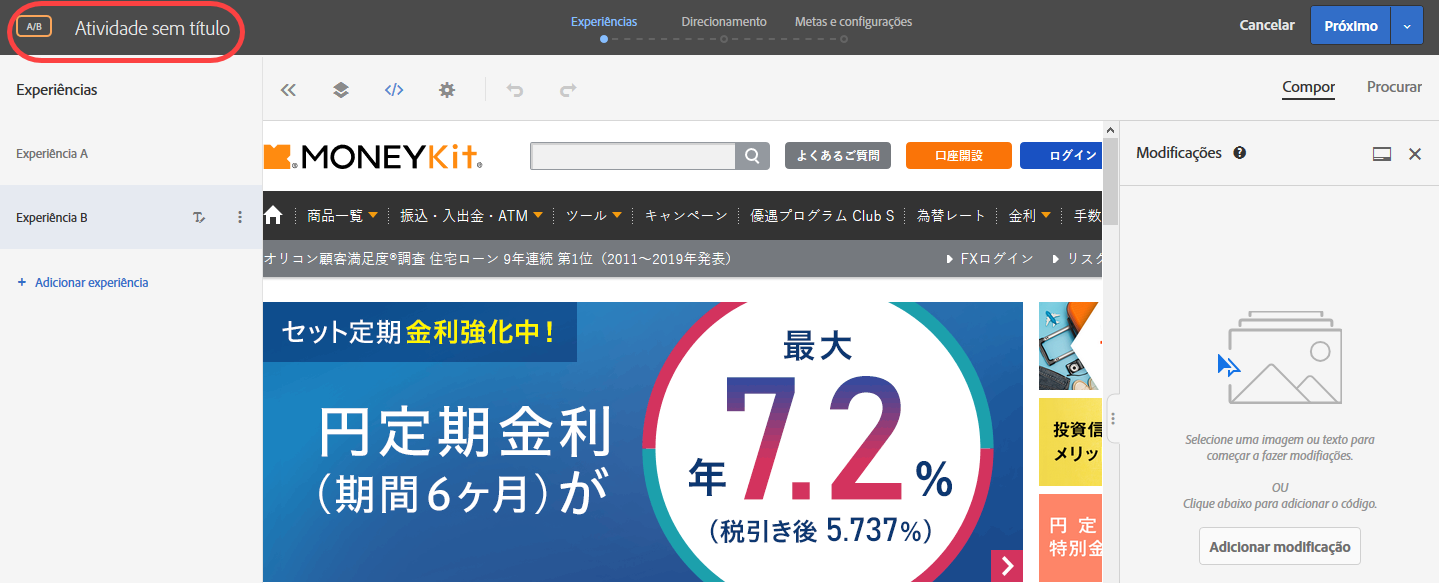 A/B Atividade sem título
Experiências Direcionamento Metas e configurações
Cancelar Próximo
Experiências
Experiência A
Experiência B
+ Adicionar experiência
Compor Procurar
MONEYKit
よくあるご質問 口座開設 ログイン
商品一覧 振込・入出金・ATM ツール キャンペーン 優遇プログラム Club S 為替レート 金利 手数
オリコン顧客満足度®調査 住宅ローン 9年連続 第1位（2011～2019年発表） FXログイン リスク
セット定期 金利強化中！
円定期金利
（期間6ヶ月）が
最大
年7.2%
（税引き後 5.737%）
投資信
メリッ
円 定
特別金
Modificações ?
Selecione uma imagem ou texto para
começar a fazer modifiações.
OU
Clique abaixo para adicionar o código.
Adicionar modificação